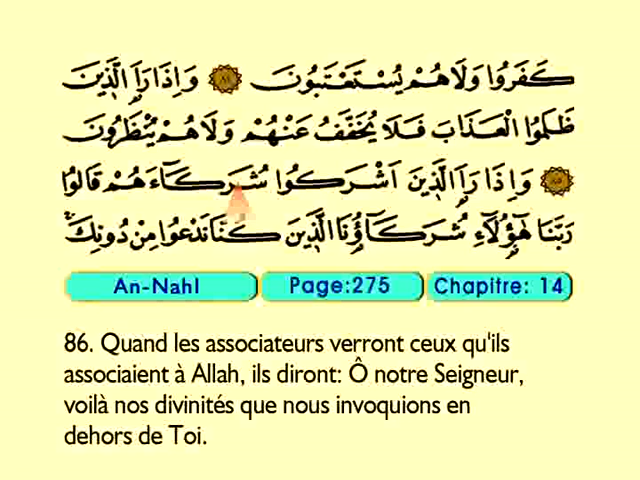 كَفَرُوا وَلَا هُمْ يُسْتَعْتَبُونَ ٨٤ وَإِذَا رَءَا الَّذِينَ
ظَلَمُوا الْعَذَابَ فَلَا يُخَفَّفُ عَنْهُمْ وَلَا هُمْ يُنْظَرُونَ
٨٥ وَإِذَا رَءَا الَّذِينَ أَشْرَكُوا شُرَكَاءَهُمْ قَالُوا
رَبَّنَا هَٰؤُلَاءِ شُرَكَاؤُنَا الَّذِينَ كُنَّا نَدْعُوا مِنْ دُونِكَ
An-Nahl Page:275 Chapitre: 14
86. Quand les associateurs verront ceux qu'ils
associaient à Allah, ils diront: Ô notre Seigneur,
voilà nos divinités que nous invoquions en
dehors de Toi.